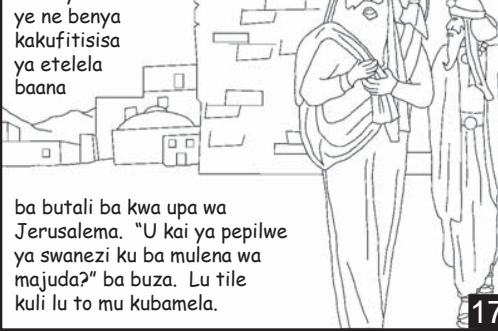 ye ne benya
kakufitisisa
ya etelela
baana
ba butali ba kwa upa wa
Jerusalema. “U kai ya pepilwe
ya swanezi ku ba mulena wa
majuda?” ba buza. Lu tile
kuli lu to mu kubamela.
17